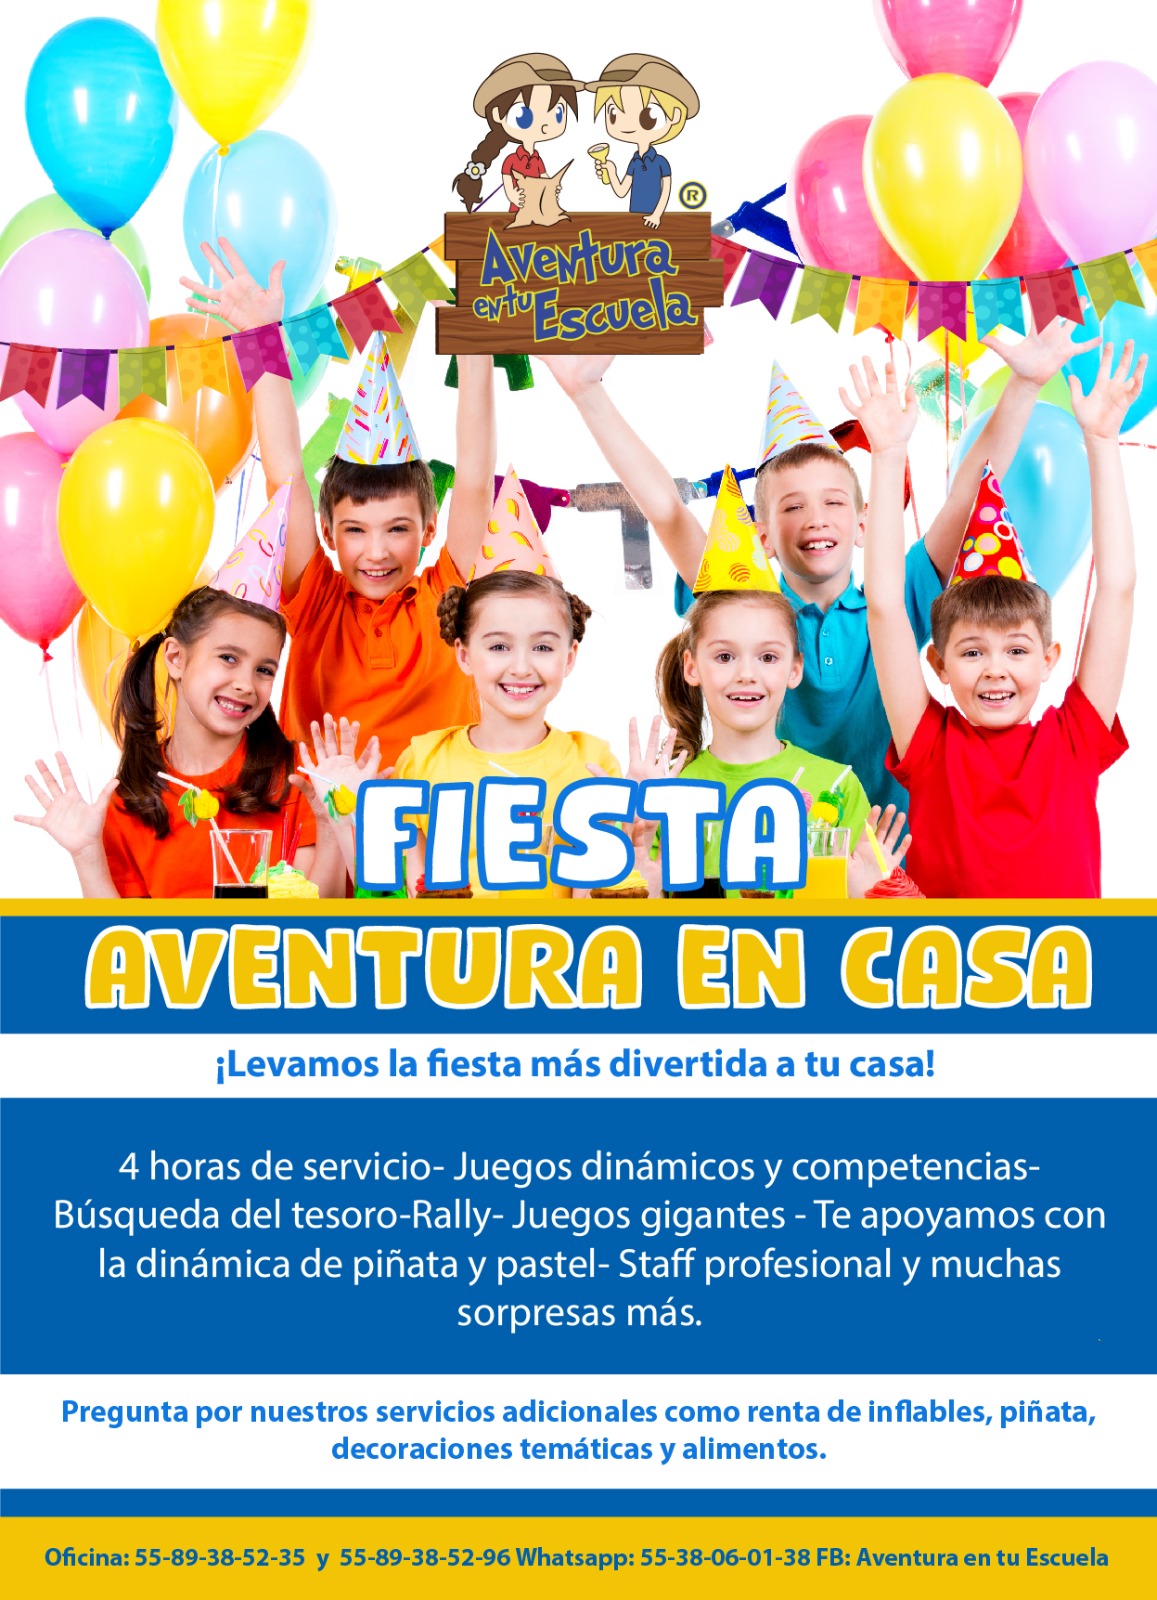 ®
Aventura
en tu
Escuela
FIESTA
AVENTURA EN CASA
¡Levamos la fiesta más divertida a tu casa!
4 horas de servicio- Juegos dinámicos y competencias-
Búsqueda del tesoro-Rally- Juegos gigantes - Te apoyamos con
la dinámica de piñata y pastel- Staff profesional y muchas
sorpresas más.
Pregunta por nuestros servicios adicionales como renta de inflables, piñata,
decoraciones temáticas y alimentos.
Oficina: 55-89-38-52-35 y 55-89-38-52-96 Whatsapp: 55-38-06-01-38 FB: Aventura en tu Escuela